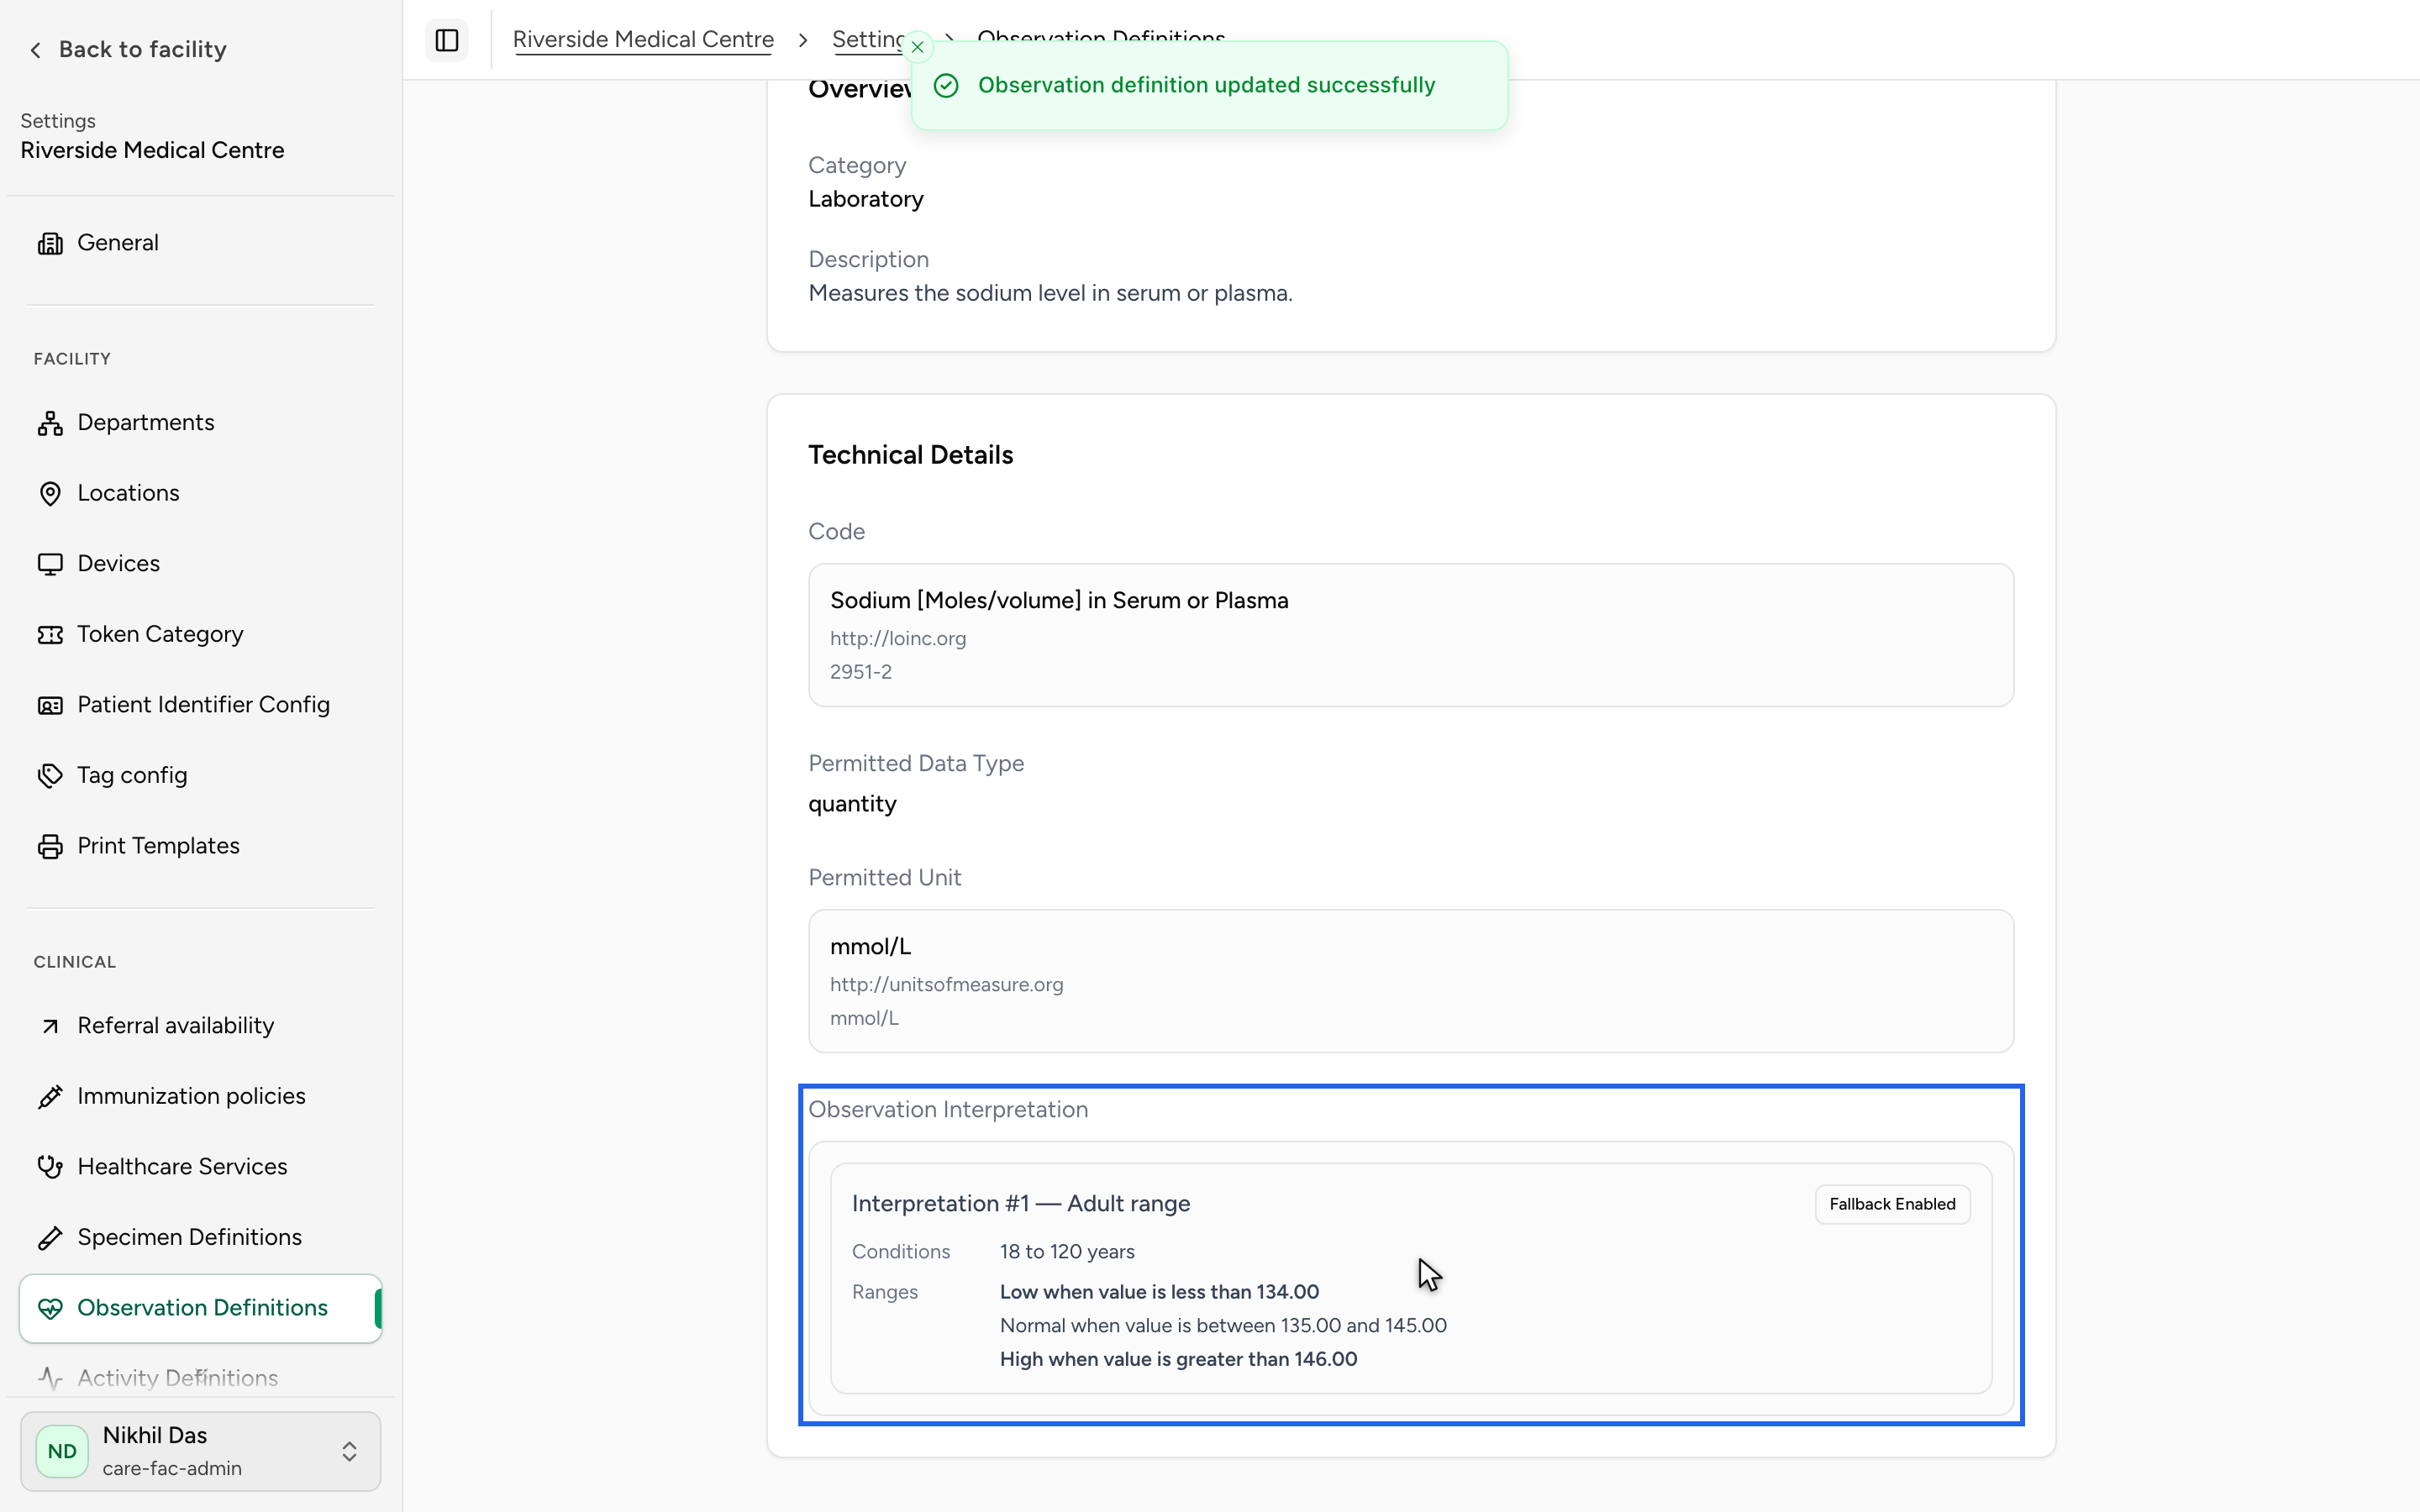 Back to facility
Settings
Riverside Medical Centre
General
FACILITY
Departments
Locations
Devices
Token Category
Patient Identifier Config
Tag config
Print Templates
CLINICAL
Referral availability
Immunization policies
Healthcare Services
Specimen Definitions
Observation Definitions
Activity Definitions
ND
Nikhil Das
care-fac-admin
Riverside Medical Centre
Observation Definitions
Observation definition updated successfully
Category
Laboratory
Description
Measures the sodium level in serum or plasma.
Technical Details
Code
Sodium [Moles/volume] in Serum or Plasma
http://loinc.org
2951-2
Permitted Data Type
quantity
Permitted Unit
mmol/L
http://unitsofmeasure.org
mmol/L
Observation Interpretation
Interpretation #1 — Adult range
Fallback Enabled
Conditions
18 to 120 years
Ranges
Low when value is less than 134.00
Normal when value is between 135.00 and 145.00
High when value is greater than 146.00